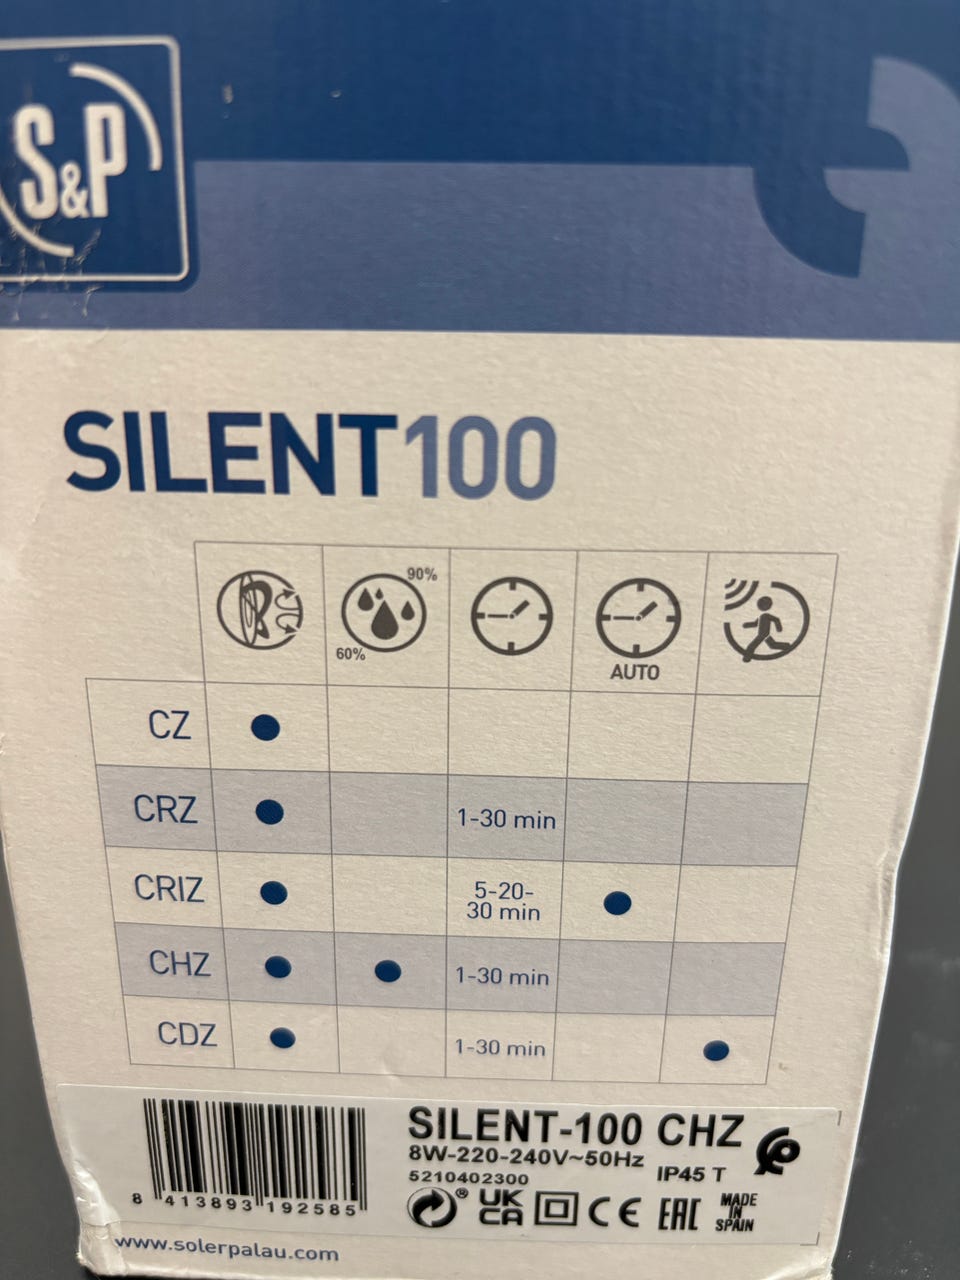 S&P
SILENT100
90%
60%
AUTO
CZ
CRZ 1-30 min
CRIZ 5-20-
30 min
CHZ 1-30 min
CDZ 1-30 min
SILENT-100 CHZ
8W-220-240V~50Hz
5210402300 IP45 T
® UK
CA CE EAC MADE
IN
SPAIN
8 413893 192585
www.solerpalau.com